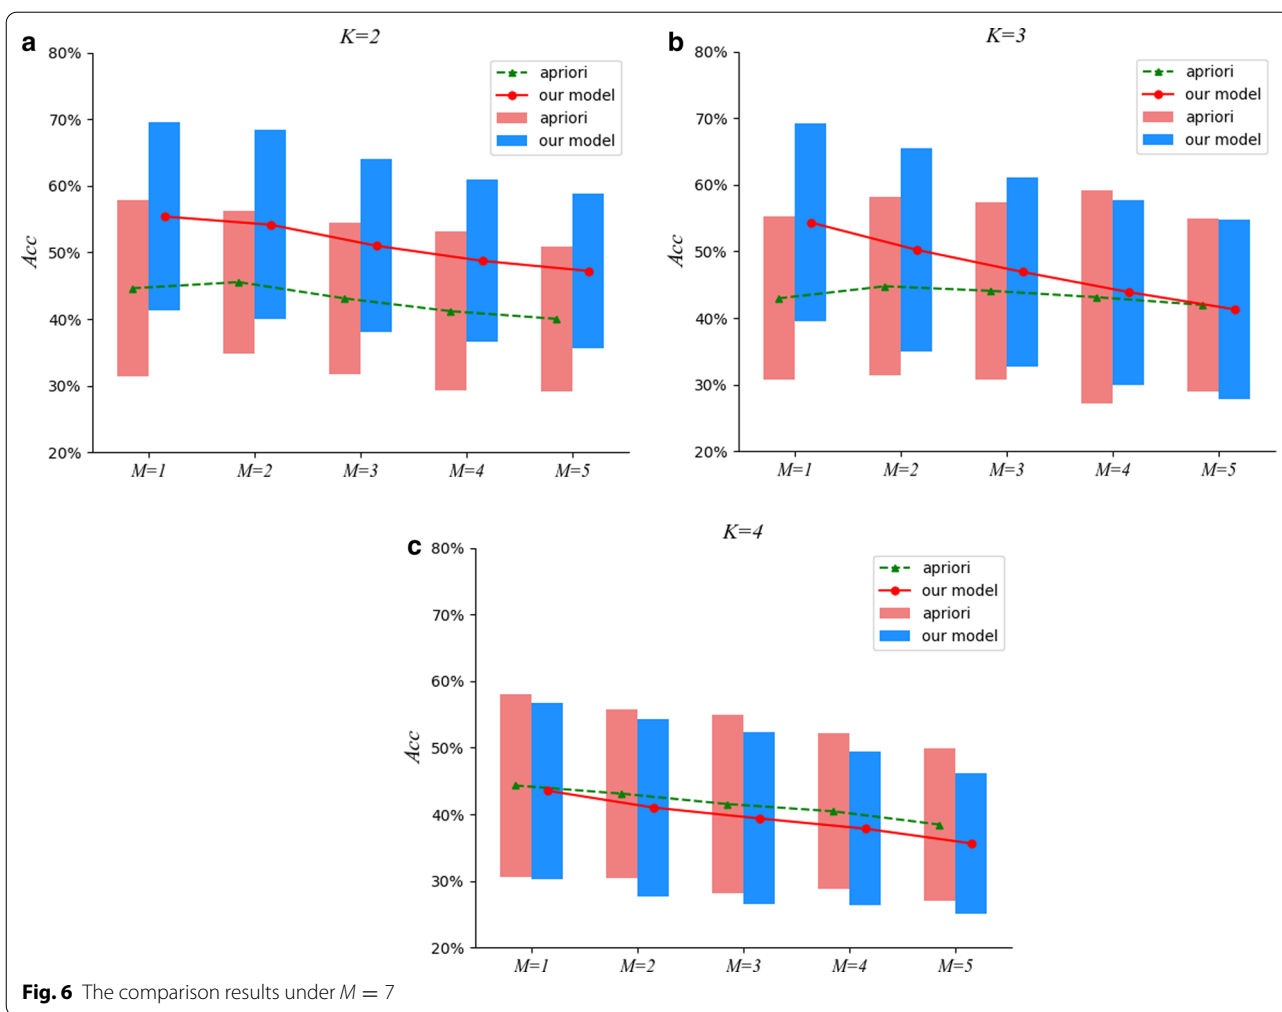 a
K=2
80%
70%
60%
50%
40%
30%
20%
Acc
apriori
our model
apriori
our model
M=1 M=2 M=3 M=4 M=5
b
K=3
80%
70%
60%
50%
40%
30%
20%
Acc
apriori
our model
apriori
our model
M=1 M=2 M=3 M=4 M=5
c
K=4
80%
70%
60%
50%
40%
30%
20%
Acc
apriori
our model
apriori
our model
M=1 M=2 M=3 M=4 M=5
Fig. 6 The comparison results under M = 7